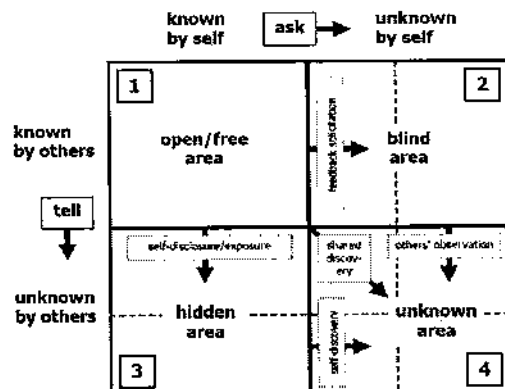 known
by self
ask
unknown
by self
1
2
known
by others
open/free
area
feedback solicitation
blind
area
tell
self-disclosure/exposure
shared
discov-
ery
others' observation
unknown
by others
hidden
area
self-discovery
unknown
area
3
4